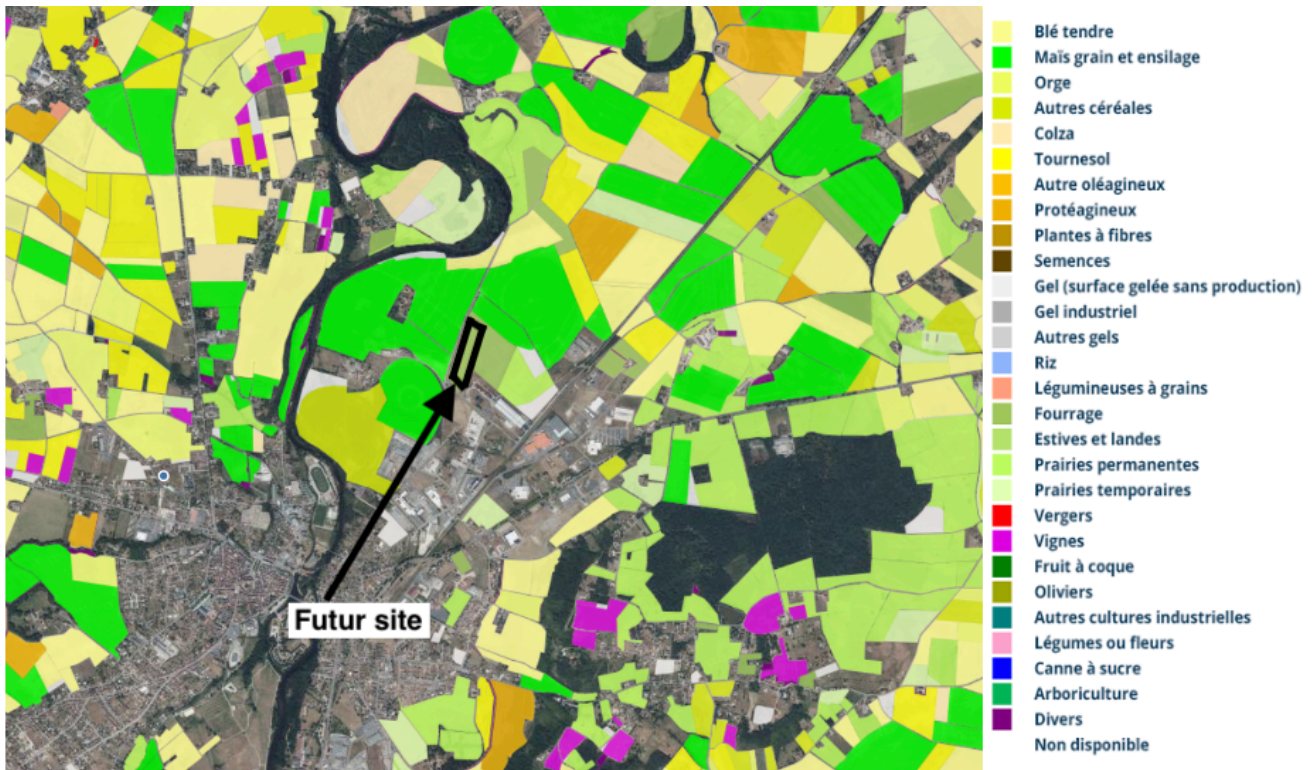 Blé tendre
Maïs grain et ensilage
Orge
Autres céréales
Colza
Tournesol
Autre oléagineux
Protéagineux
Plantes à fibres
Semences
Gel (surface gelée sans production)
Gel industriel
Autres gels
Riz
Légumineuses à grains
Fourrage
Estives et landes
Prairies permanentes
Prairies temporaires
Vergers
Vignes
Fruit à coque
Oliviers
Autres cultures industrielles
Légumes ou fleurs
Canne à sucre
Arboriculture
Divers
Non disponible
Futur site